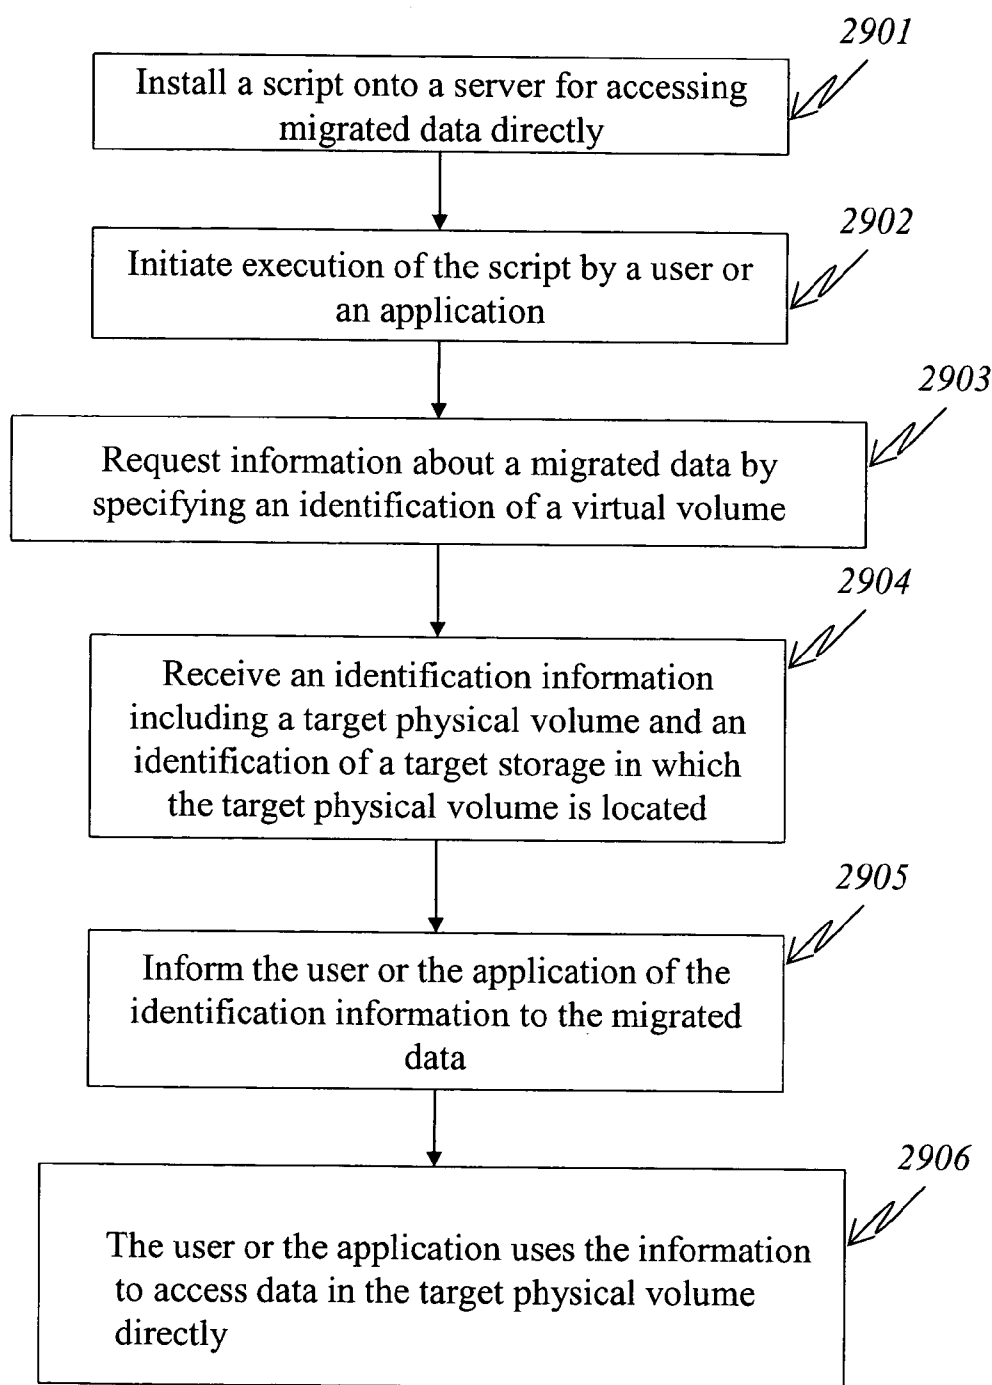 2901
Install a script onto a server for accessing
migrated data directly
2902
Initiate execution of the script by a user or
an application
2903
Request information about a migrated data by
specifying an identification of a virtual volume
2904
Receive an identification information
including a target physical volume and an
identification of a target storage in which
the target physical volume is located
2905
Inform the user or the application of the
identification information to the migrated
data
2906
The user or the application uses the information
to access data in the target physical volume
directly